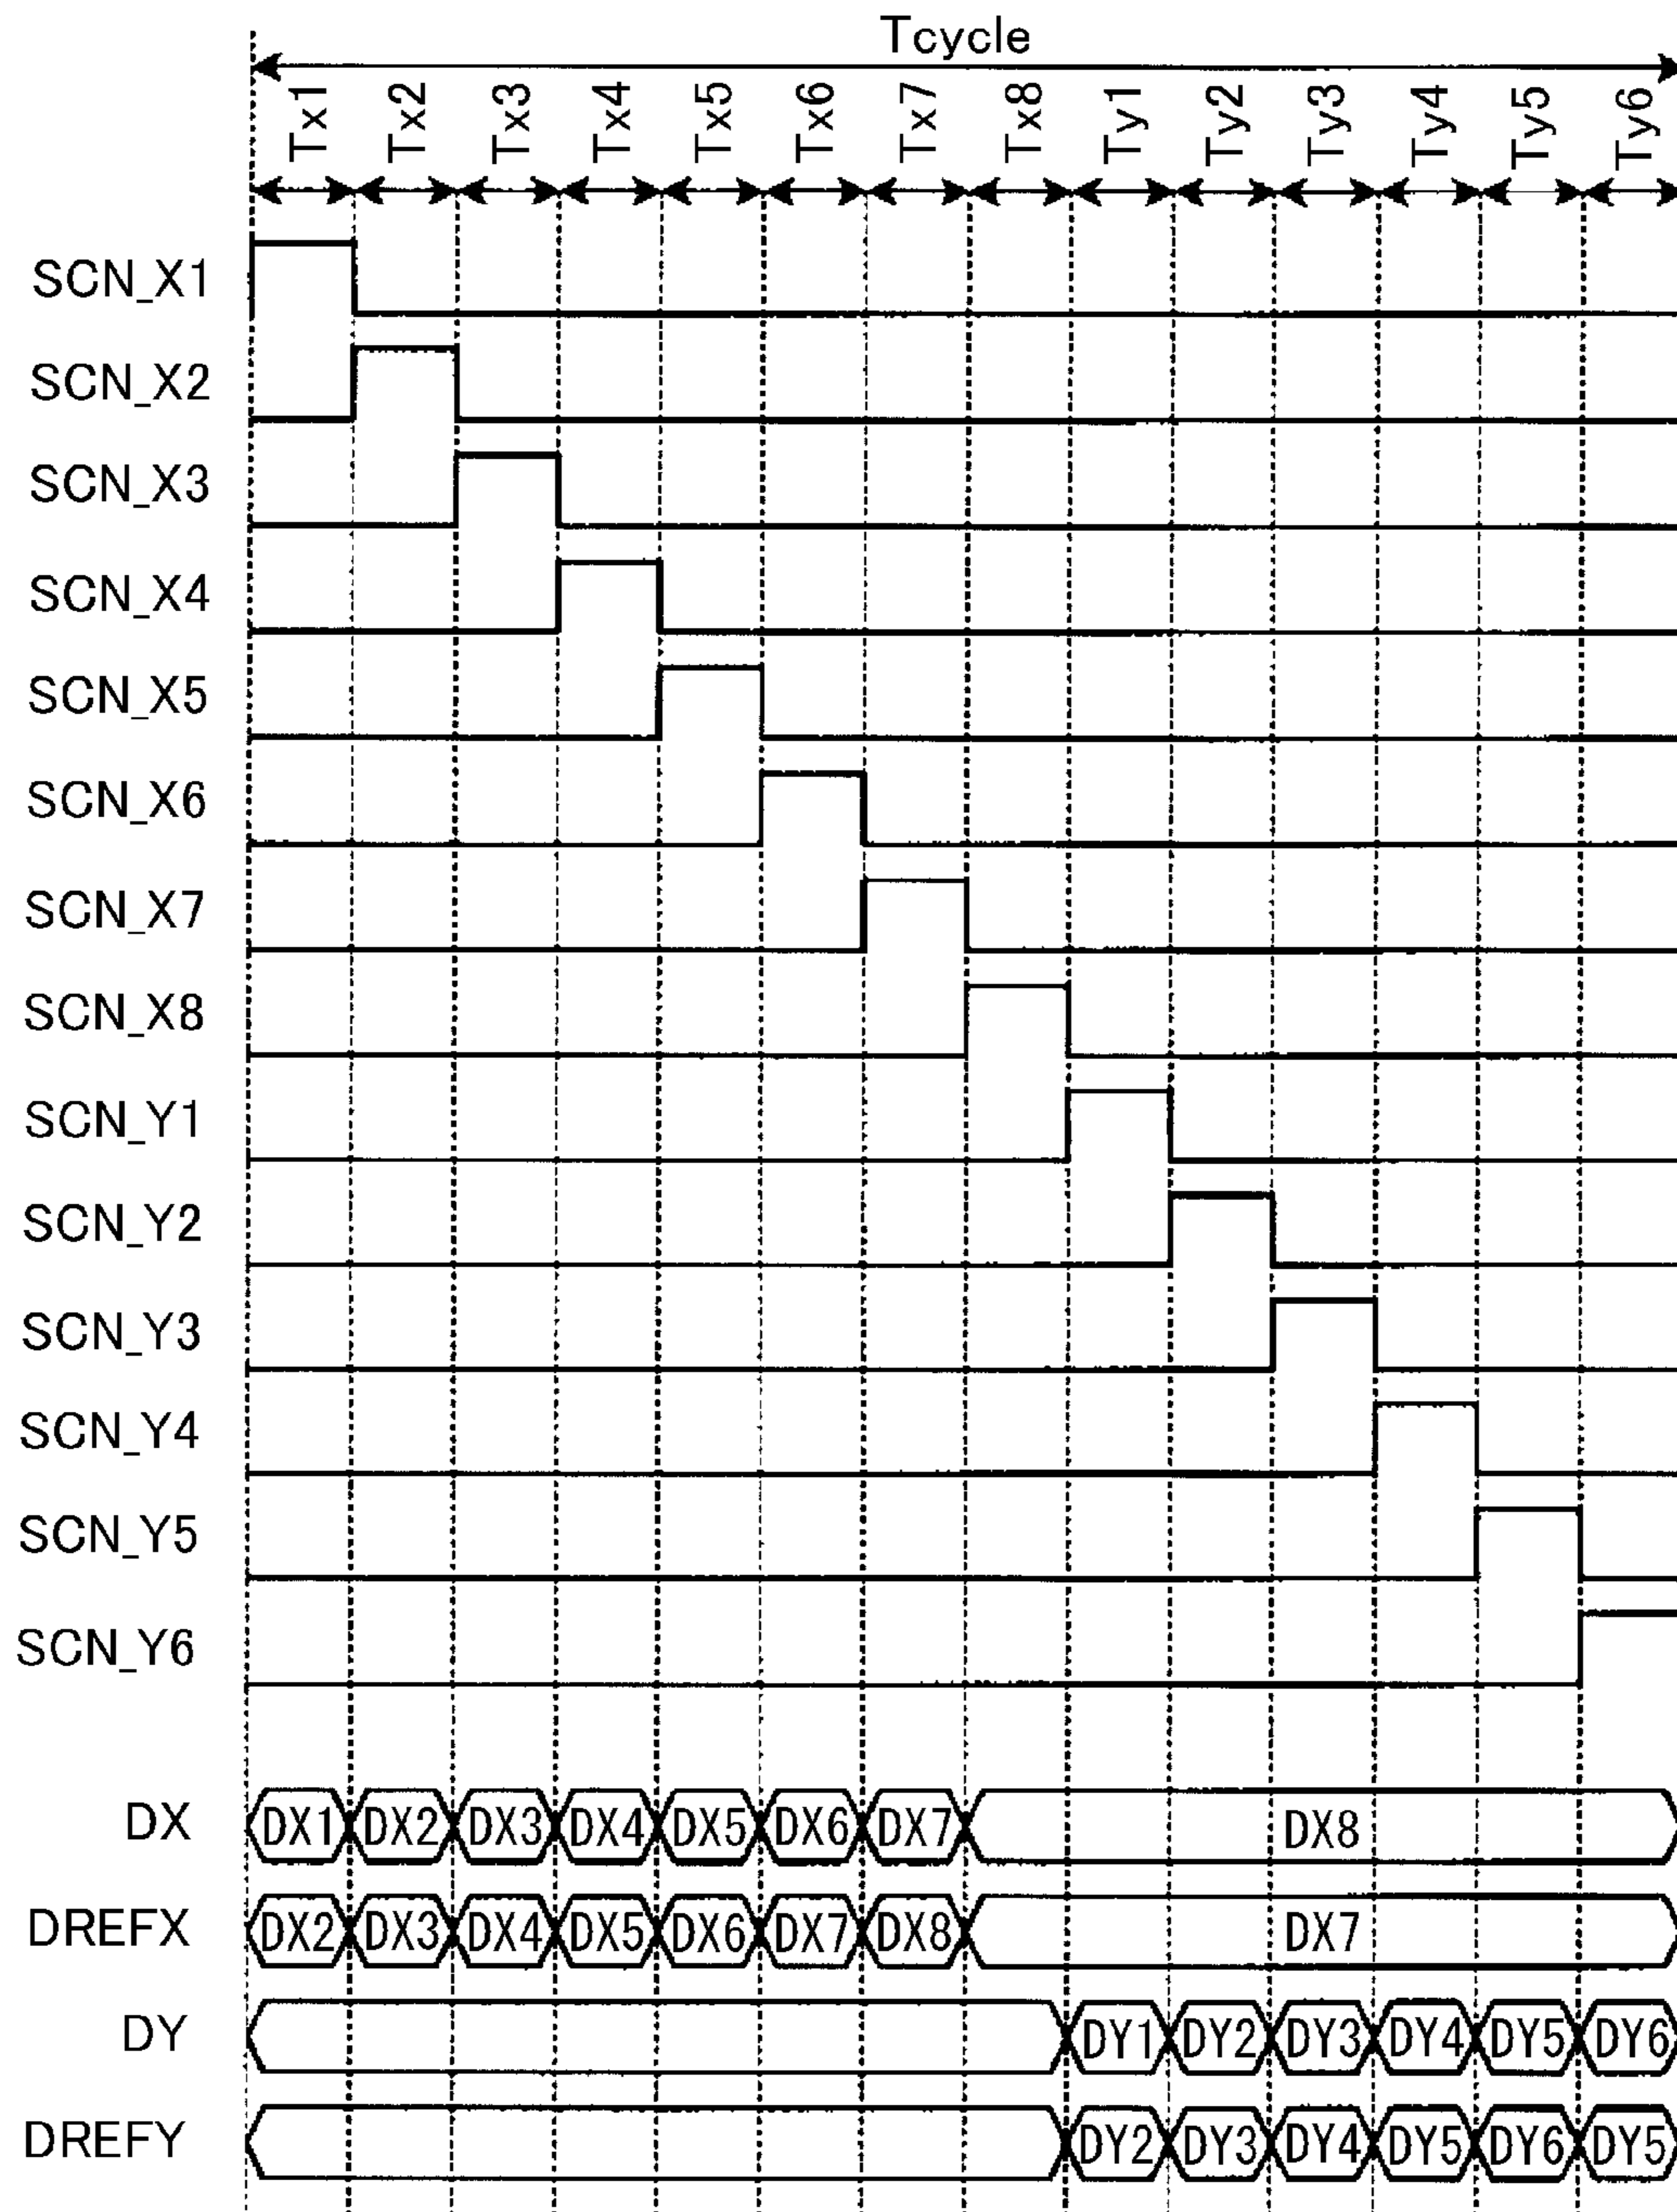 Tcycle
Tx1 Tx2 Tx3 Tx4 Tx5 Tx6 Tx7 Tx8 Ty1 Ty2 Ty3 Ty4 Ty5 Ty6
SCN_X1
SCN_X2
SCN_X3
SCN_X4
SCN_X5
SCN_X6
SCN_X7
SCN_X8
SCN_Y1
SCN_Y2
SCN_Y3
SCN_Y4
SCN_Y5
SCN_Y6
DX DX1 DX2 DX3 DX4 DX5 DX6 DX7 DX8
DREFX DX2 DX3 DX4 DX5 DX6 DX7 DX8 DX7
DY DY1 DY2 DY3 DY4 DY5 DY6
DREFY DY2 DY3 DY4 DY5 DY6 DY5